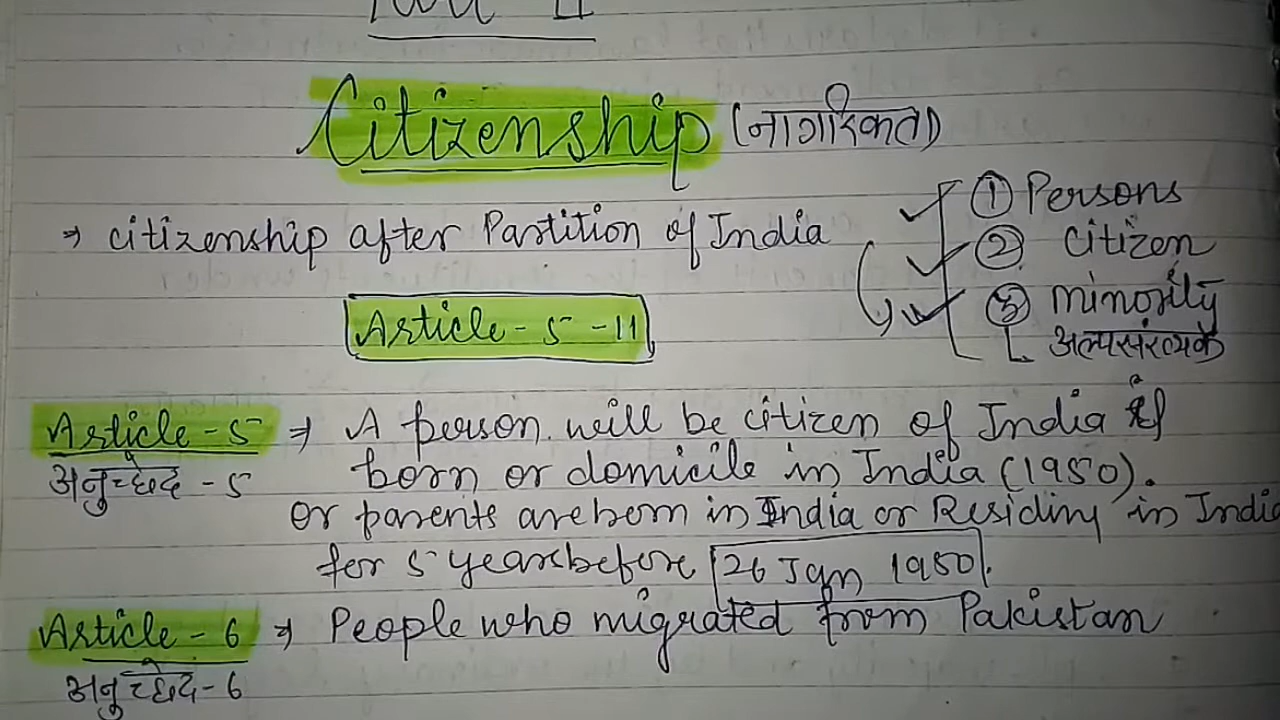 Part II
Citizenship (नागरिकता)
→ citizenship after Partition of India
① Persons
② citizen
③ minority
अल्पसंख्यक
Article - 5 - 11
Article - 5 ⇒ A person will be citizen of India if
अनुच्छेद - 5 born or domicile in India (1950).
or parents are born in India or Residing in India
for 5 years before 26 Jan 1950.
Article - 6 ⇒ People who migrated from Pakistan
अनुच्छेद - 6